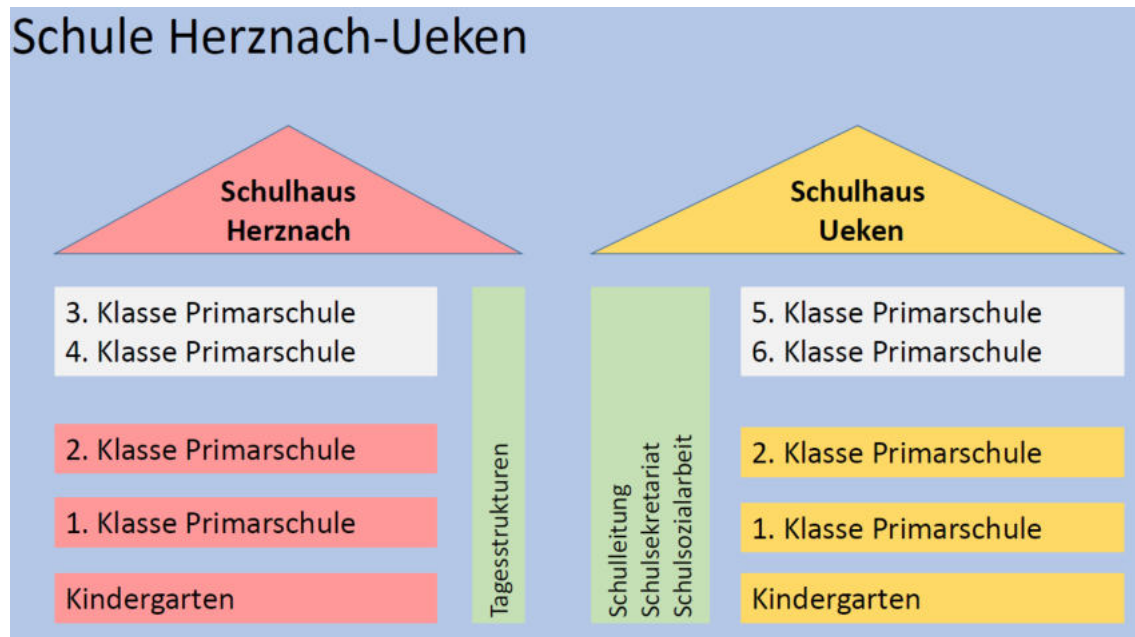 Schule Herznach-Ueken
Schulhaus
Herznach
3. Klasse Primarschule
4. Klasse Primarschule
2. Klasse Primarschule
1. Klasse Primarschule
Kindergarten
Tagesstrukturen
Schulhaus
Ueken
Schulleitung
Schulsekretariat
Schulsozialarbeit
5. Klasse Primarschule
6. Klasse Primarschule
2. Klasse Primarschule
1. Klasse Primarschule
Kindergarten